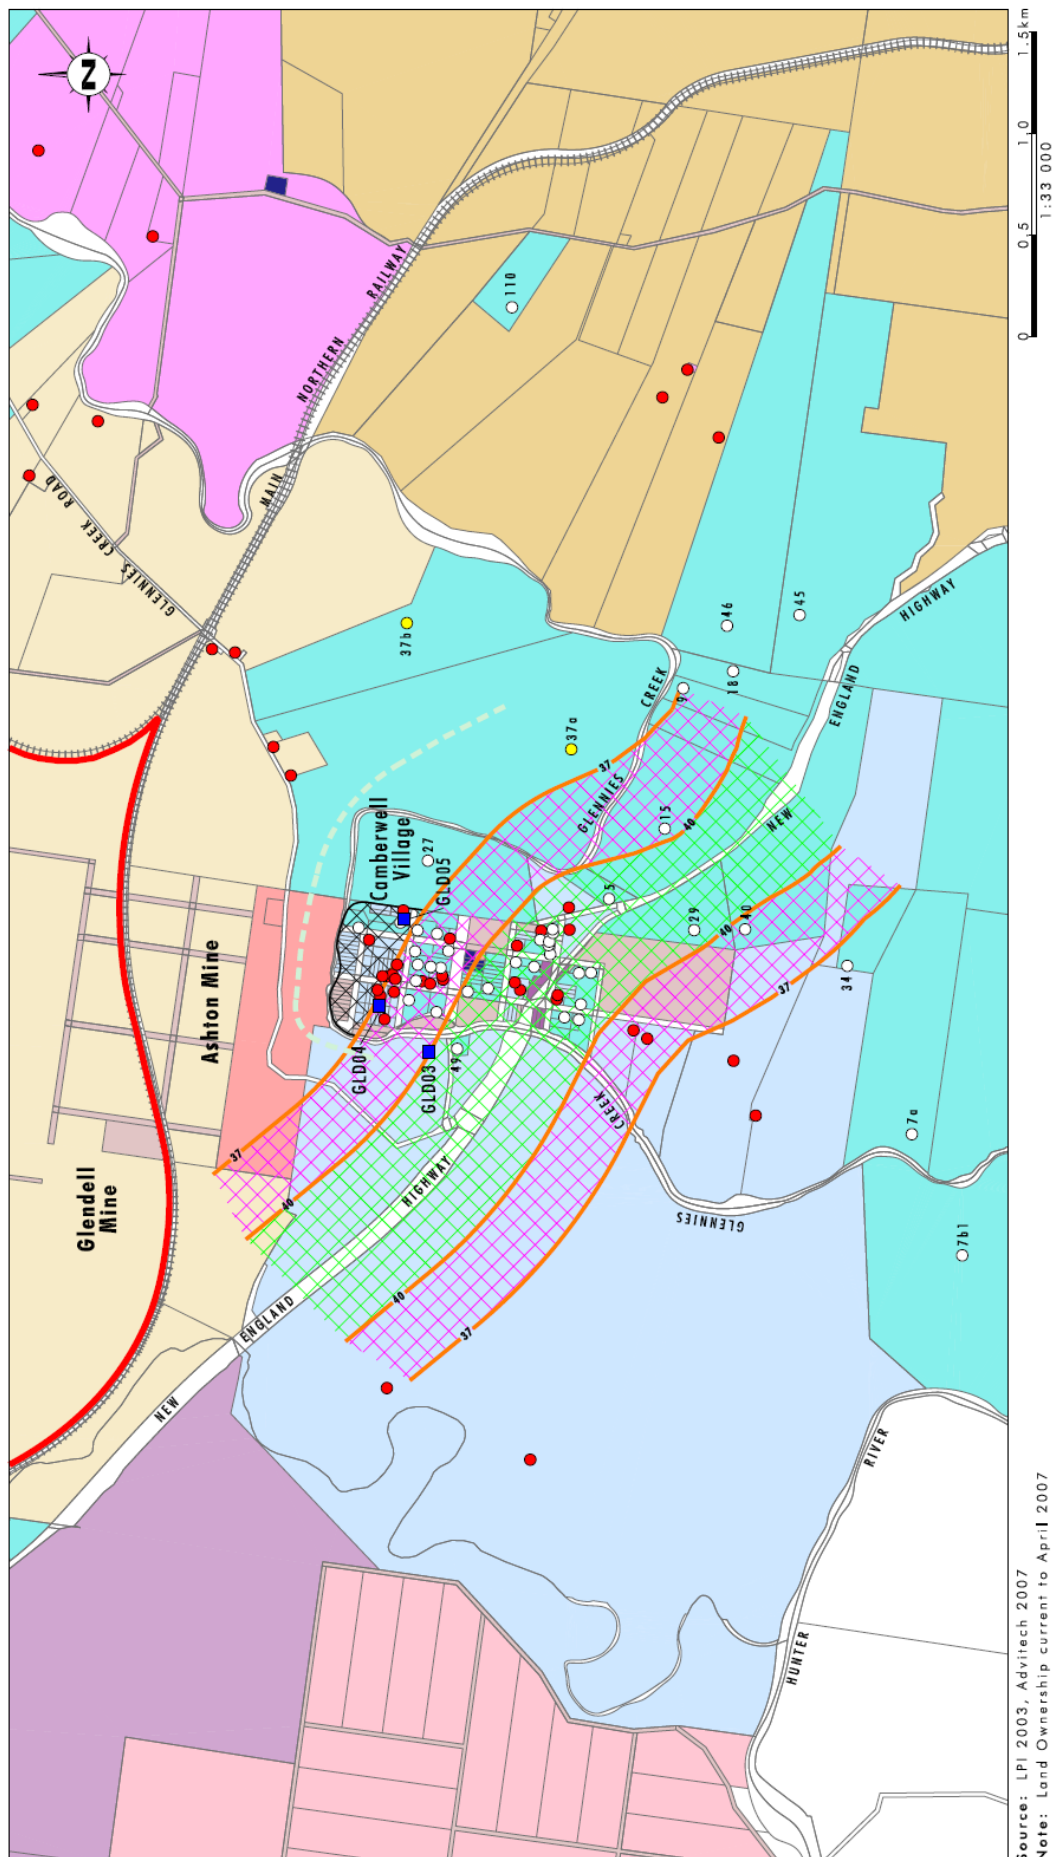 N
GLENNIES
CREEK ROAD
MAIN
NORTHERN
RAILWAY
110
Glendell
Mine
Ashton Mine
Camberwell
Village
GLD04
GLD03
GLD05
27
49
37b
37a
37
40
37
40
40
37
40
37
GLENNIES
CREEK
9
18
46
45
15
5
29
40
34
7a
7b1
NEW
ENGLAND
HIGHWAY
NEW
ENGLAND
HIGHWAY
GLENNIES
CREEK
HUNTER
RIVER
0
0.5
1.0
1.5km
1:33 000
Source: LPI 2003, Advitech 2007
Note: Land Ownership current to April 2007